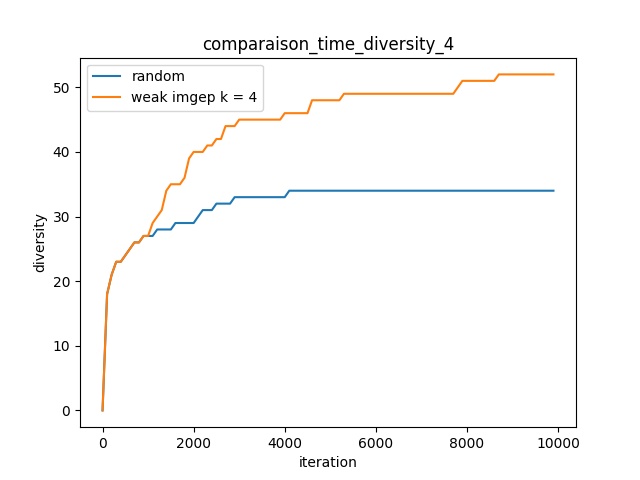 comparaison_time_diversity_4
random
weak imgep k = 4
diversity
50
40
30
20
10
0
0 2000 4000 6000 8000 10000
iteration